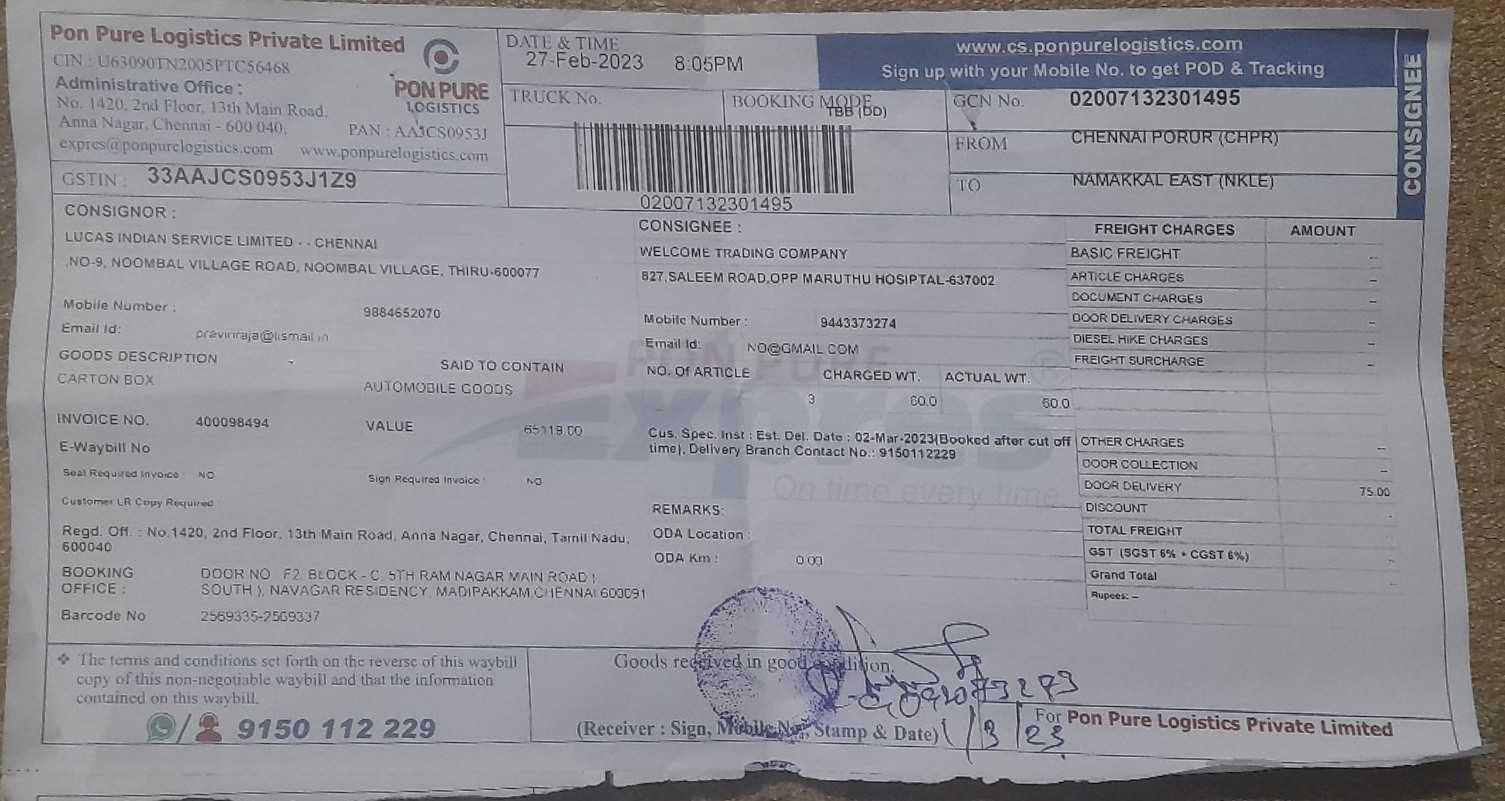 Pon Pure Logistics Private Limited
CIN : U63090TN2005PTC56468
Administrative Office :
No. 1420, 2nd Floor, 13th Main Road,
Anna Nagar, Chennai - 600 040.
PAN : AAJCS0953J
expres@ponpurelogistics.com www.ponpurelogistics.com
PON PURE
LOGISTICS
GSTIN : 33AAJCS0953J1Z9
DATE & TIME
27-Feb-2023 8:05PM
TRUCK No.
BOOKING MODE
TBB (DD)
02007132301495
www.cs.ponpurelogistics.com
Sign up with your Mobile No. to get POD & Tracking
GCN No. 02007132301495
FROM CHENNAI PORUR (CHPR)
TO NAMAKKAL EAST (NKLE)
CONSIGNEE
CONSIGNOR :
LUCAS INDIAN SERVICE LIMITED - - CHENNAI
,NO-9, NOOMBAL VILLAGE ROAD, NOOMBAL VILLAGE, THIRU-600077
Mobile Number : 9884652070
Email Id:
GOODS DESCRIPTION -
SAID TO CONTAIN
CARTON BOX
AUTOMOBILE GOODS
INVOICE NO. 400098494 VALUE 65119.00
E-Waybill No
Seal Required Invoice : NO Sign Required Invoice : NO
Customer LR Copy Required :
Regd. Off. : No.1420, 2nd Floor, 13th Main Road, Anna Nagar, Chennai, Tamil Nadu,
600040
BOOKING OFFICE :
DOOR NO : F2, BLOCK - C, 5TH RAM NAGAR MAIN ROAD (
SOUTH ), NAVAGAR RESIDENCY, MADIPAKKAM,CHENNAI 600091
Barcode No 2569335-2569337
CONSIGNEE :
WELCOME TRADING COMPANY
827,SALEEM ROAD,OPP MARUTHU HOSIPTAL-637002
Mobile Number : 9443373274
Email Id: NO@GMAIL.COM
NO. Of ARTICLE CHARGED WT. ACTUAL WT.
3 60.0 60.0
PON PURE
Expres
On time every time
Cus. Spec. Inst : Est. Del. Date : 02-Mar-2023(Booked after cut off
time), Delivery Branch Contact No.: 9150112229
REMARKS:
ODA Location :
ODA Km : 0.00
FREIGHT CHARGES AMOUNT
BASIC FREIGHT --
ARTICLE CHARGES --
DOCUMENT CHARGES --
DOOR DELIVERY CHARGES --
DIESEL HIKE CHARGES --
FREIGHT SURCHARGE --
OTHER CHARGES --
DOOR COLLECTION --
DOOR DELIVERY 75.00
DISCOUNT
TOTAL FREIGHT
GST (SGST 6% + CGST 6%)
Grand Total
Rupees: --
❖ The terms and conditions set forth on the reverse of this waybill
copy of this non-negotiable waybill and that the information
contained on this waybill.
9150 112 229
Goods received in good condition.
(Receiver : Sign, Mobile No., Stamp & Date)
1/3/23
For Pon Pure Logistics Private Limited